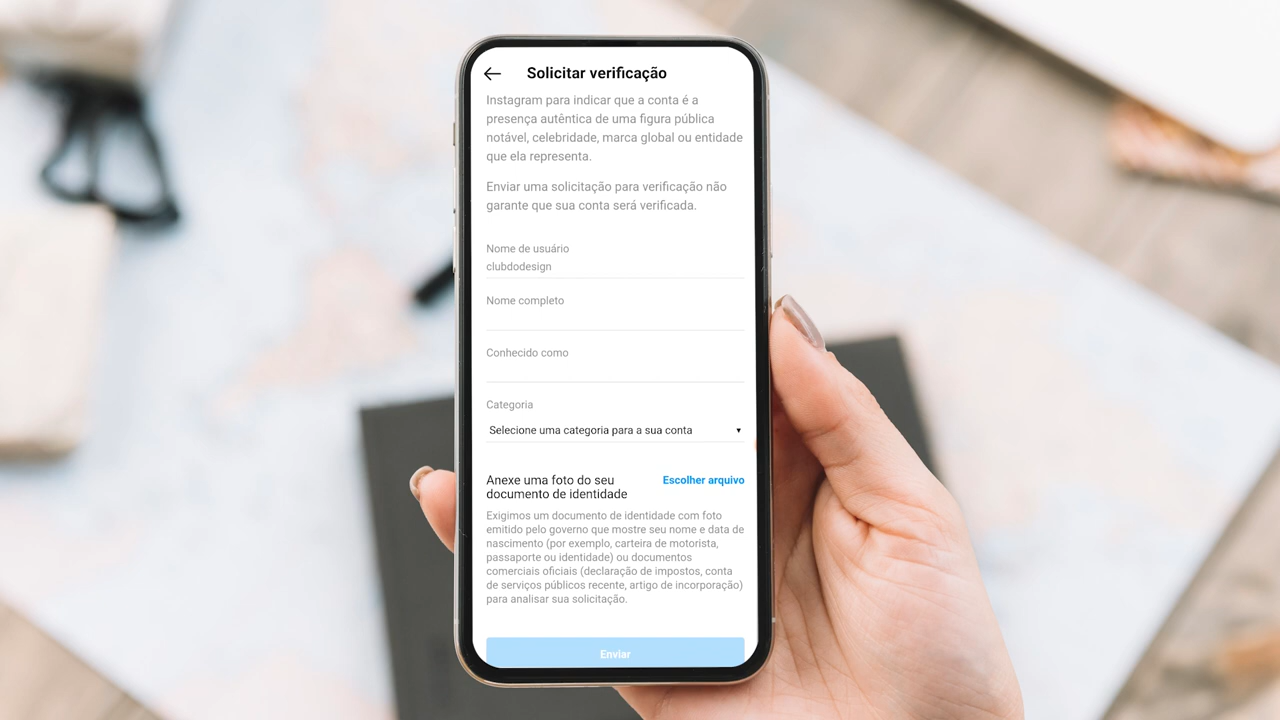 Solicitar verificação
Instagram para indicar que a conta é a
presença autêntica de uma figura pública
notável, celebridade, marca global ou entidade
que ela representa.
Enviar uma solicitação para verificação não
garante que sua conta será verificada.
Nome de usuário
clubdodesign
Nome completo
Conhecido como
Categoria
Selecione uma categoria para a sua conta
Anexe uma foto do seu
documento de identidade
Escolher arquivo
Exigimos um documento de identidade com foto
emitido pelo governo que mostre seu nome e data de
nascimento (por exemplo, carteira de motorista,
passaporte ou identidade) ou documentos
comerciais oficiais (declaração de impostos, conta
de serviços públicos recente, artigo de incorporação)
para analisar sua solicitação.
Enviar